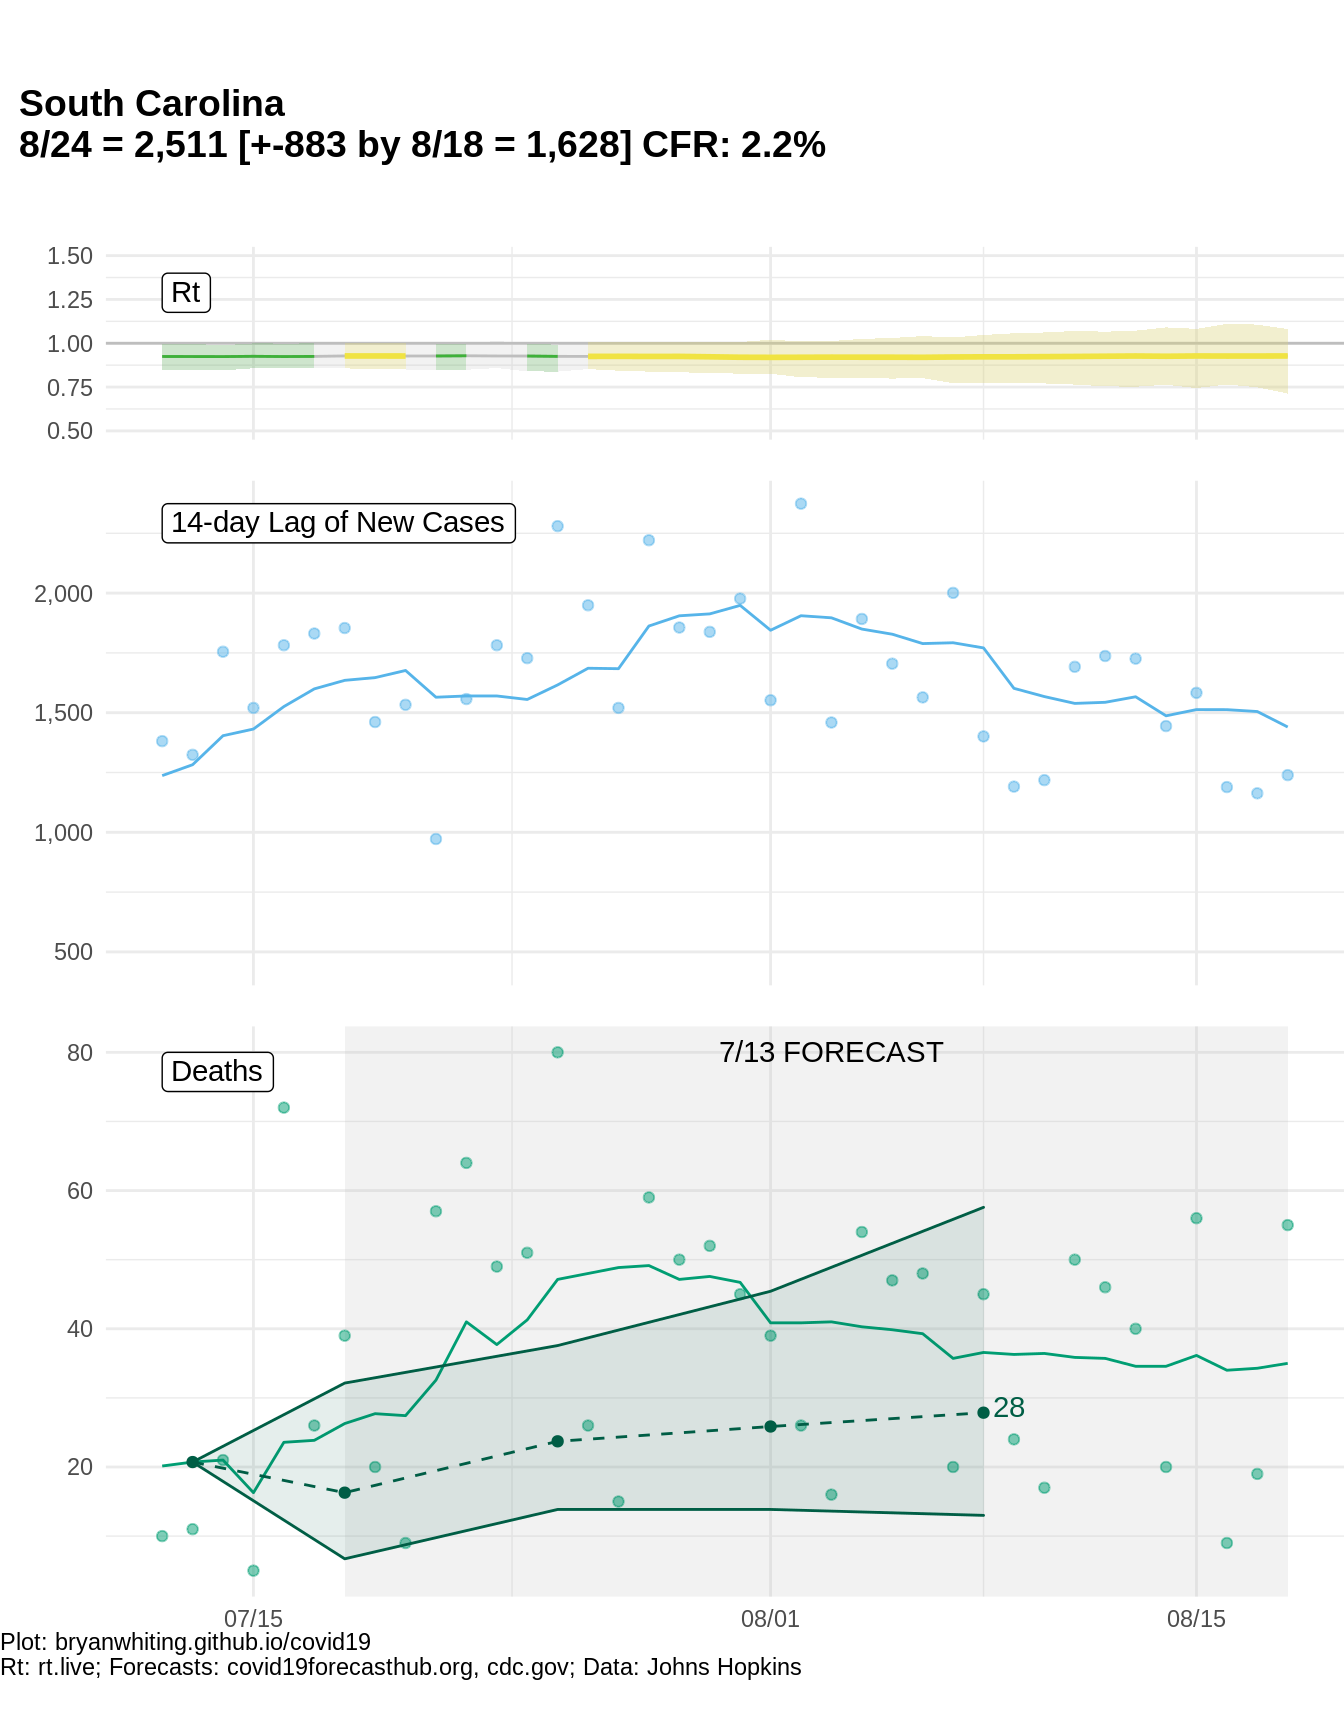 South Carolina
8/24 = 2,511 [+-883 by 8/18 = 1,628] CFR: 2.2%
1.50
Rt
1.25
1.00
0.75
0.50
14-day Lag of New Cases
2,000
1,500
1,000
500
80
7/13 FORECAST
Deaths
60
40
28
20
07/15 08/01 08/15
Plot: bryanwhiting.github.io/covid19
Rt: rt.live; Forecasts: covid19forecasthub.org, cdc.gov; Data: Johns Hopkins